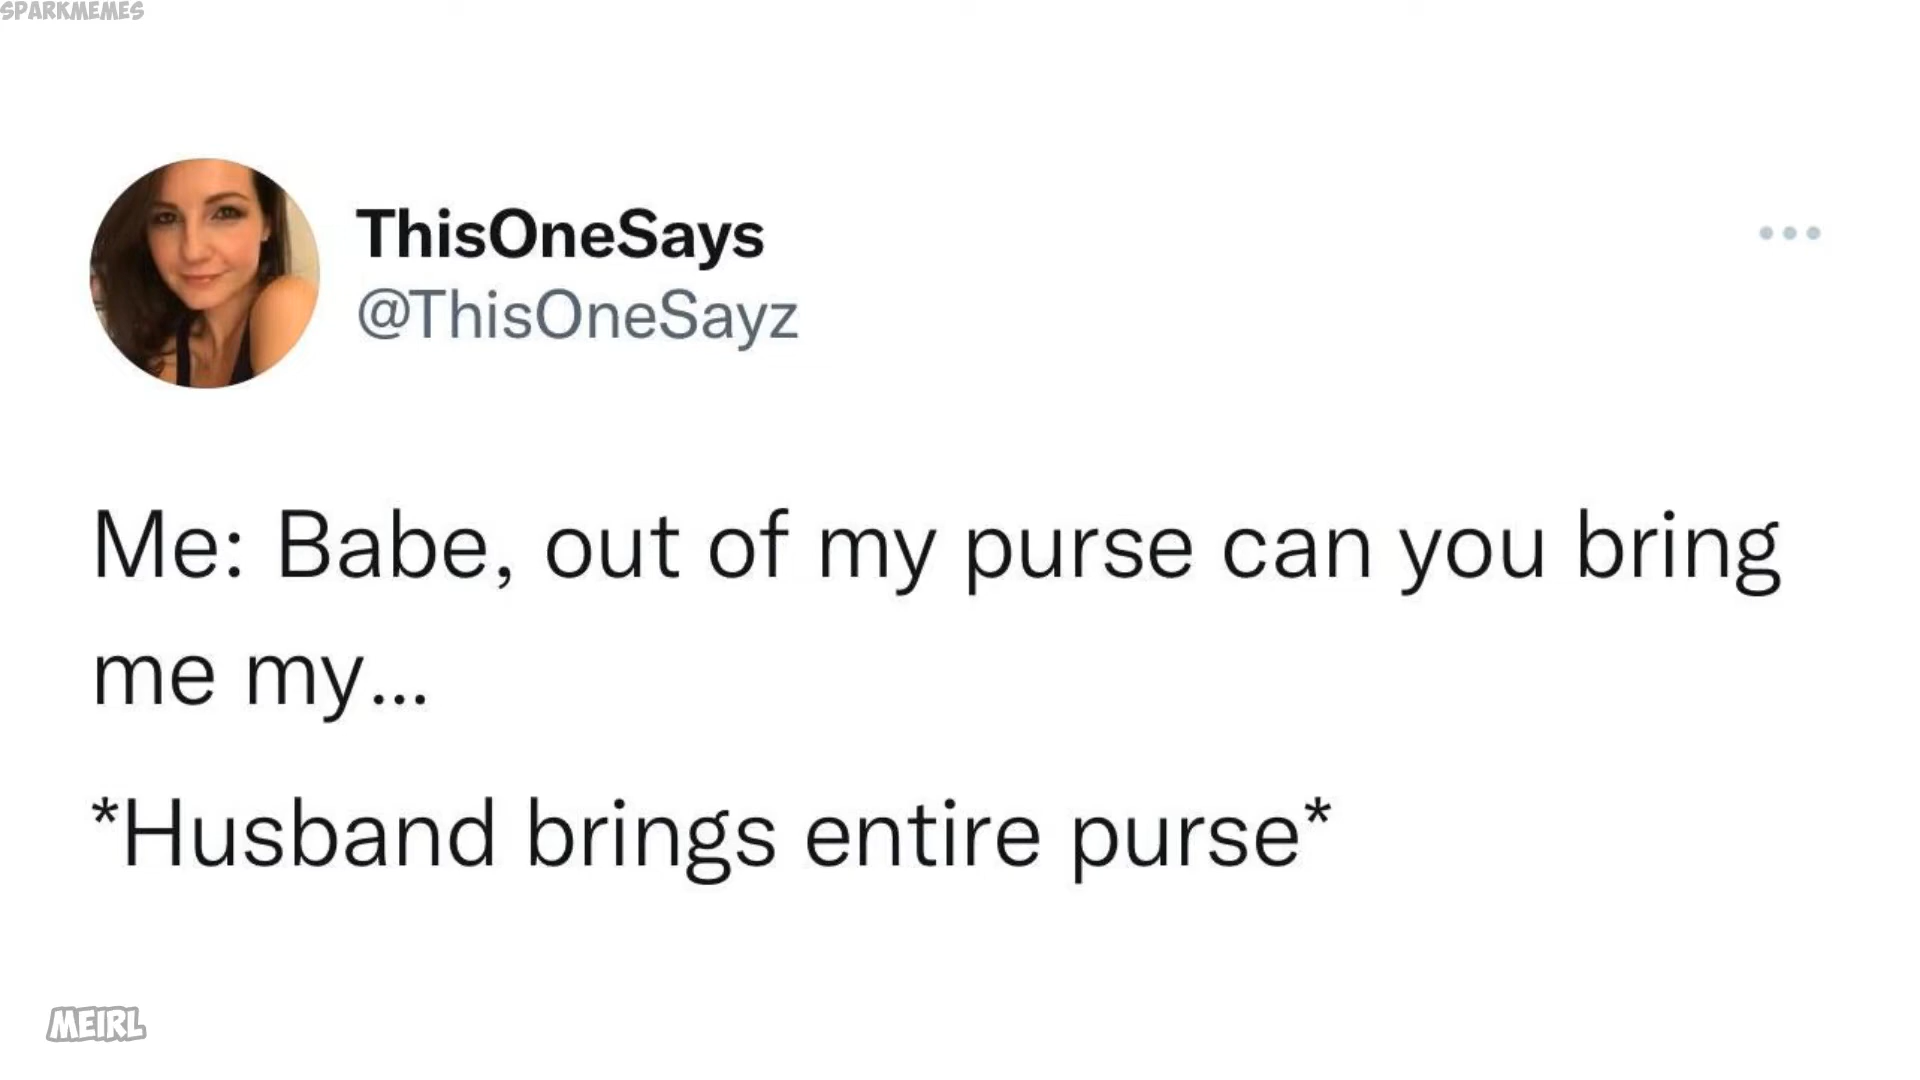 SPARKMEMES
ThisOneSays
@ThisOneSayz
Me: Babe, out of my purse can you bring
me my...
*Husband brings entire purse*
MEIRL